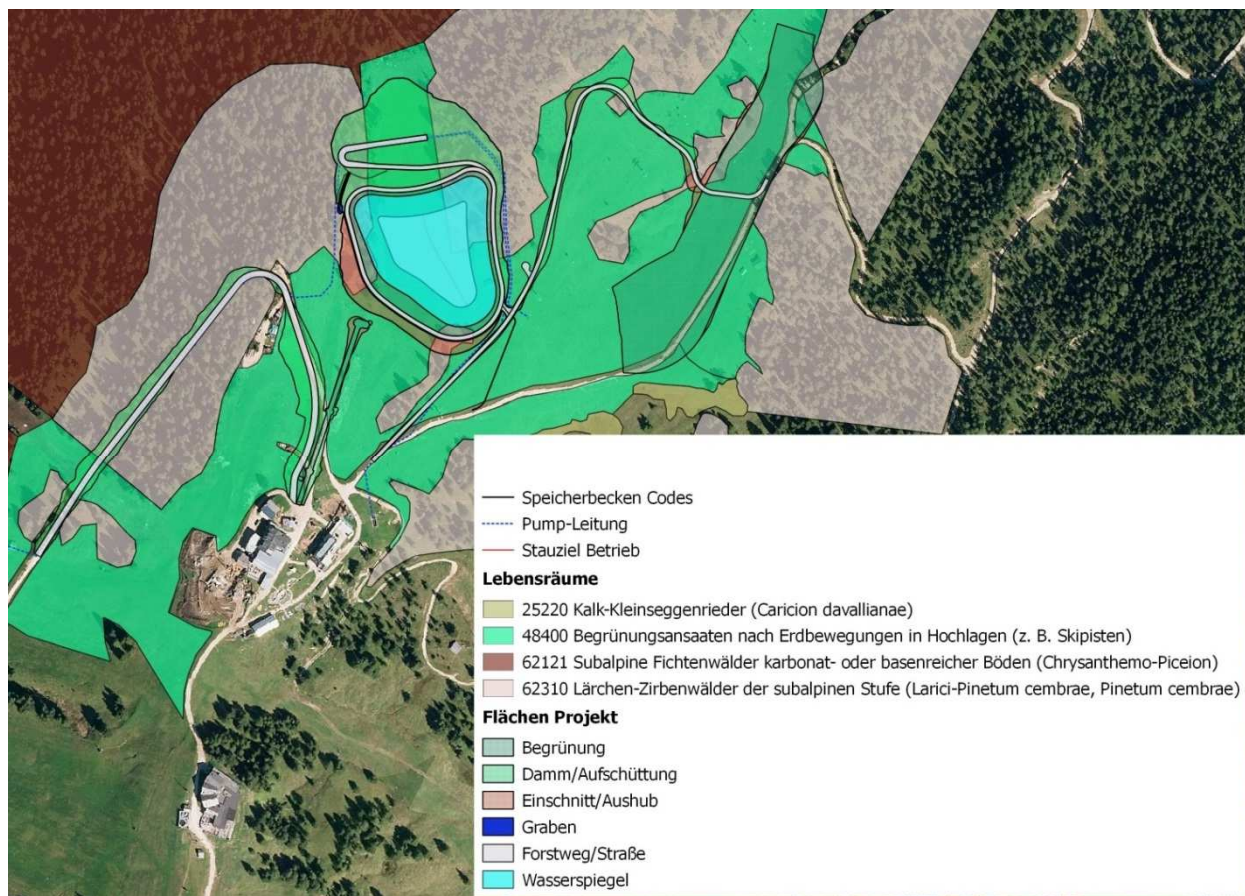 Speicherbecken Codes
Pump-Leitung
Stauziel Betrieb
Lebensräume
25220 Kalk-Kleinseggenrieder (Caricion davallianae)
48400 Begrünungsansaaten nach Erdbewegungen in Hochlagen (z. B. Skipisten)
62121 Subalpine Fichtenwälder karbonat- oder basenreicher Böden (Chrysanthemo-Piceion)
62310 Lärchen-Zirbenwälder der subalpinen Stufe (Larici-Pinetum cembrae, Pinetum cembrae)
Flächen Projekt
Begrünung
Damm/Aufschüttung
Einschnitt/Aushub
Graben
Forstweg/Straße
Wasserspiegel